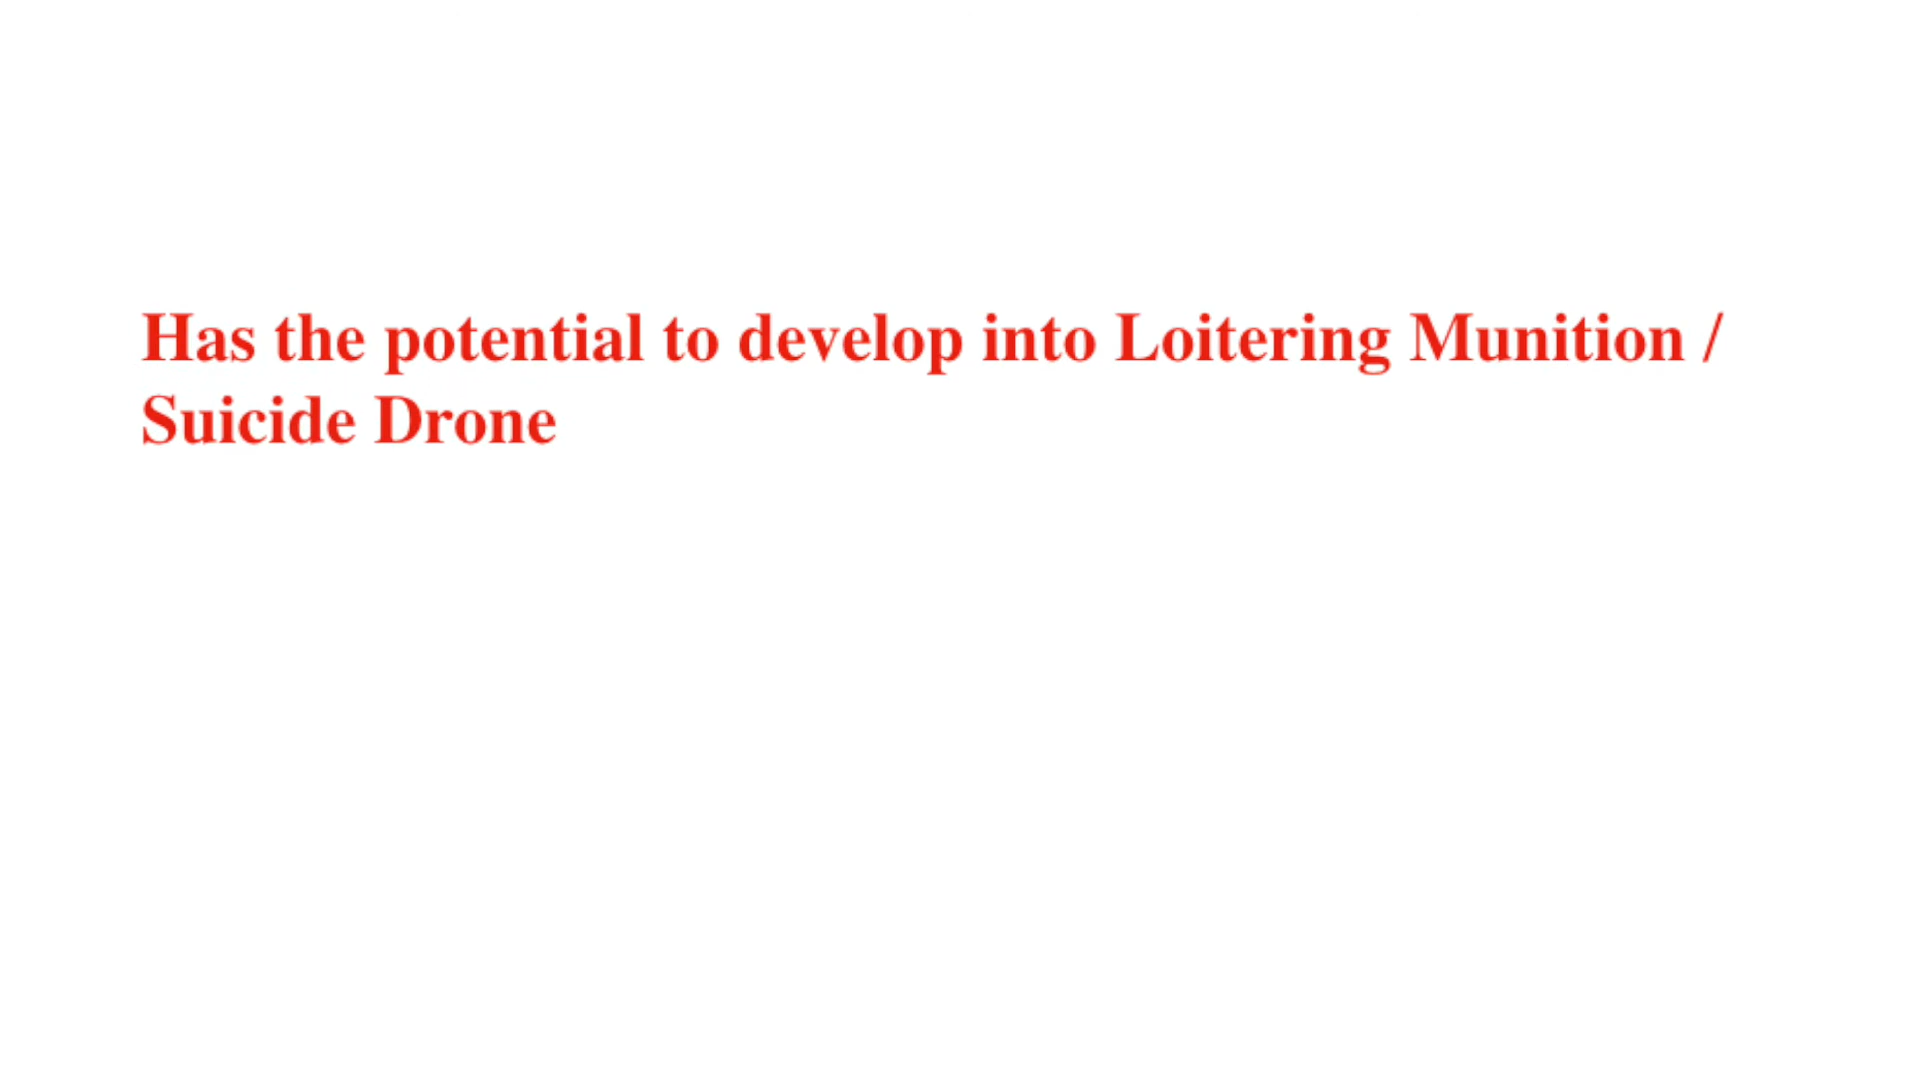 Has the potential to develop into Loitering Munition /
Suicide Drone